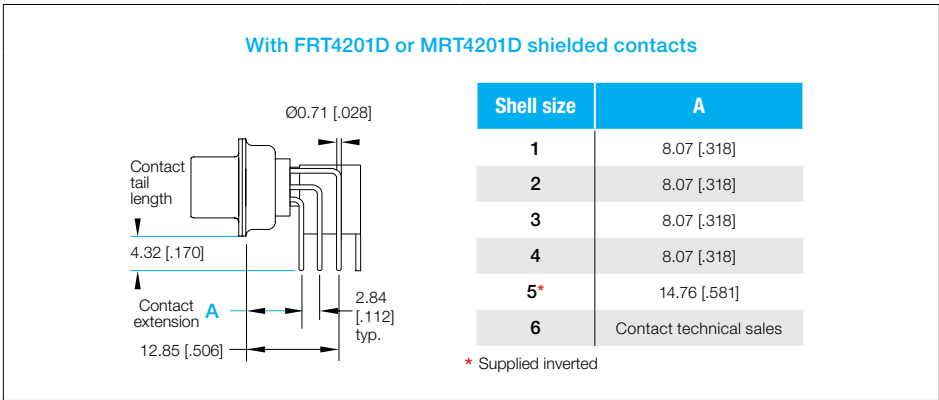 With FRT4201D or MRT4201D shielded contacts
Ø0.71 [.028]
Contact
tail
length
4.32 [.170]
Contact
extension A
2.84
[.112]
typ.
12.85 [.506]
Shell size A
1 8.07 [.318]
2 8.07 [.318]
3 8.07 [.318]
4 8.07 [.318]
5* 14.76 [.581]
6 Contact technical sales
* Supplied inverted